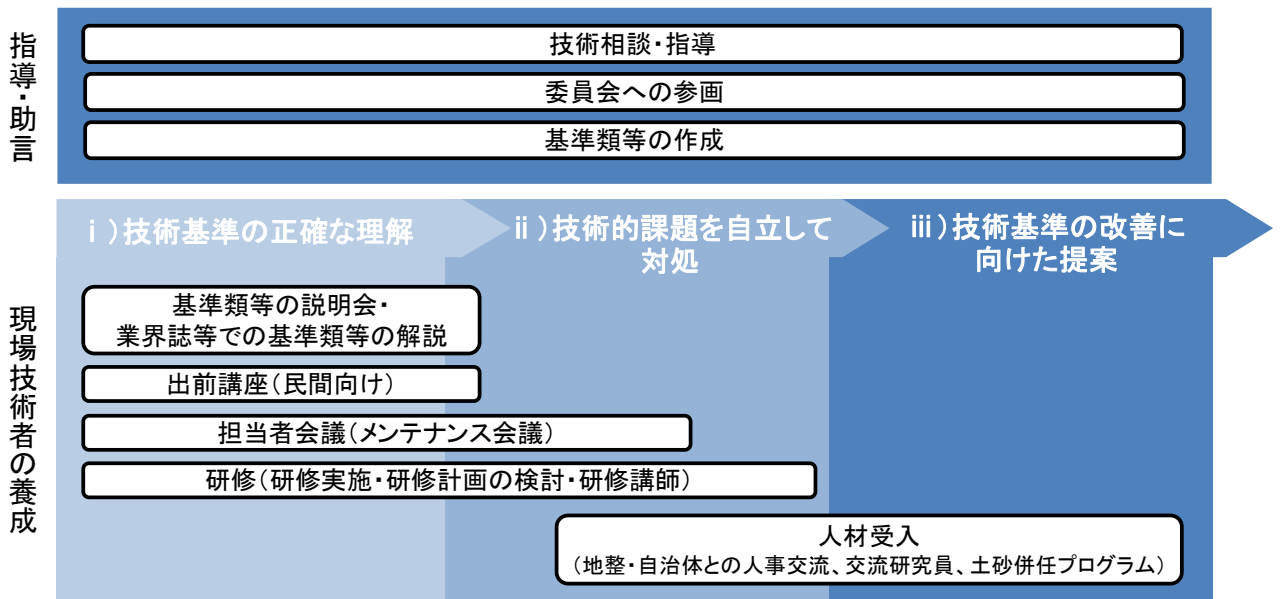 指導・助言
技術相談・指導
委員会への参画
基準類等の作成
ⅰ）技術基準の正確な理解
ⅱ）技術的課題を自立して
対処
ⅲ）技術基準の改善に
向けた提案
現場技術者の養成
基準類等の説明会・
業界誌等での基準類等の解説
出前講座（民間向け）
担当者会議（メンテナンス会議）
研修（研修実施・研修計画の検討・研修講師）
人材受入
（地整・自治体との人事交流、交流研究員、土砂併任プログラム）